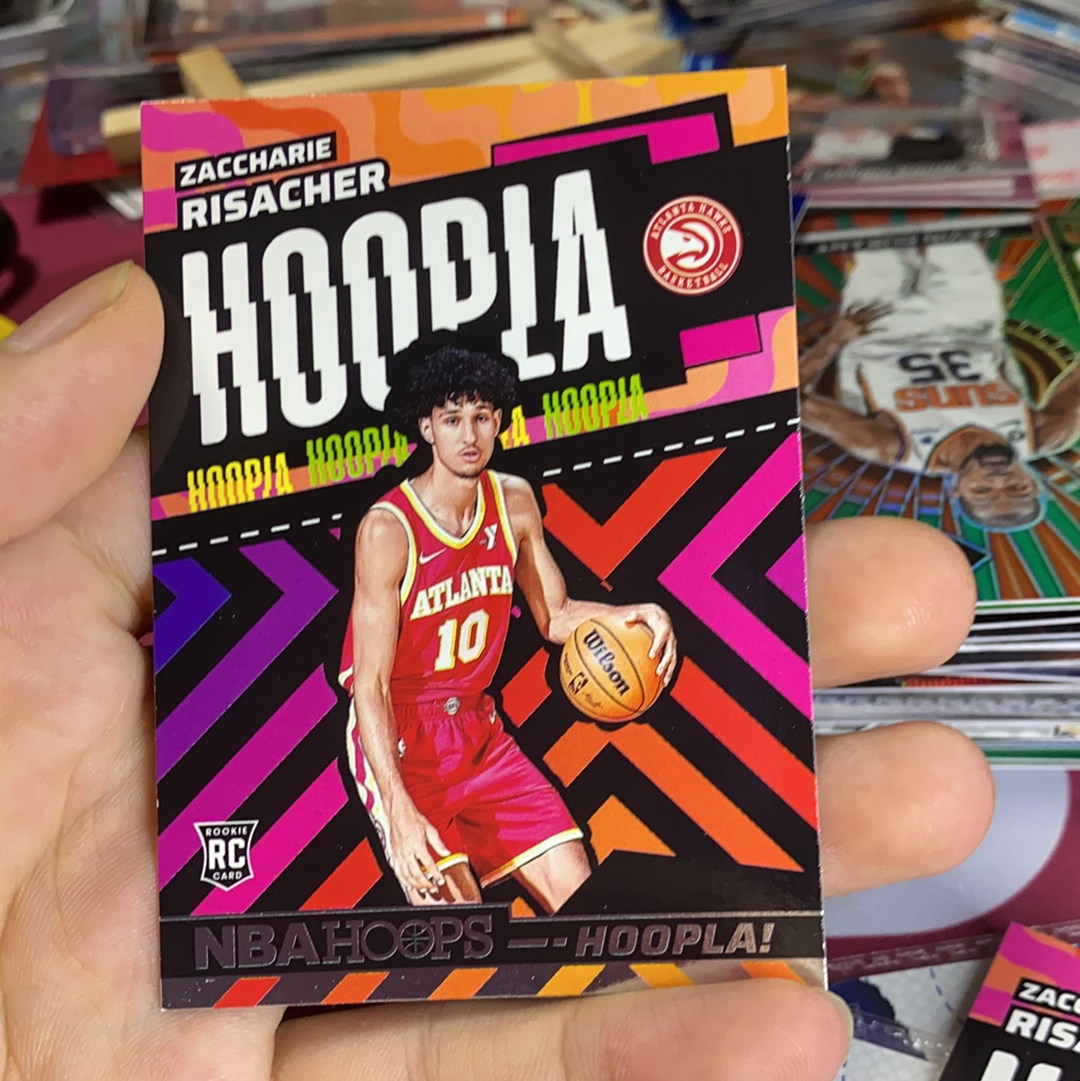 ZACCHARIE
RISACHER
HOOPLA
ATLANTA HAWKS
BASKETBALL
HOOPLA HOOPLA LA HOOPLA
ATLANTA
10
Wilson
ROOKIE
RC
CARD
NBA HOOPS - HOOPLA!
35
SUNS
ZACC
RISA